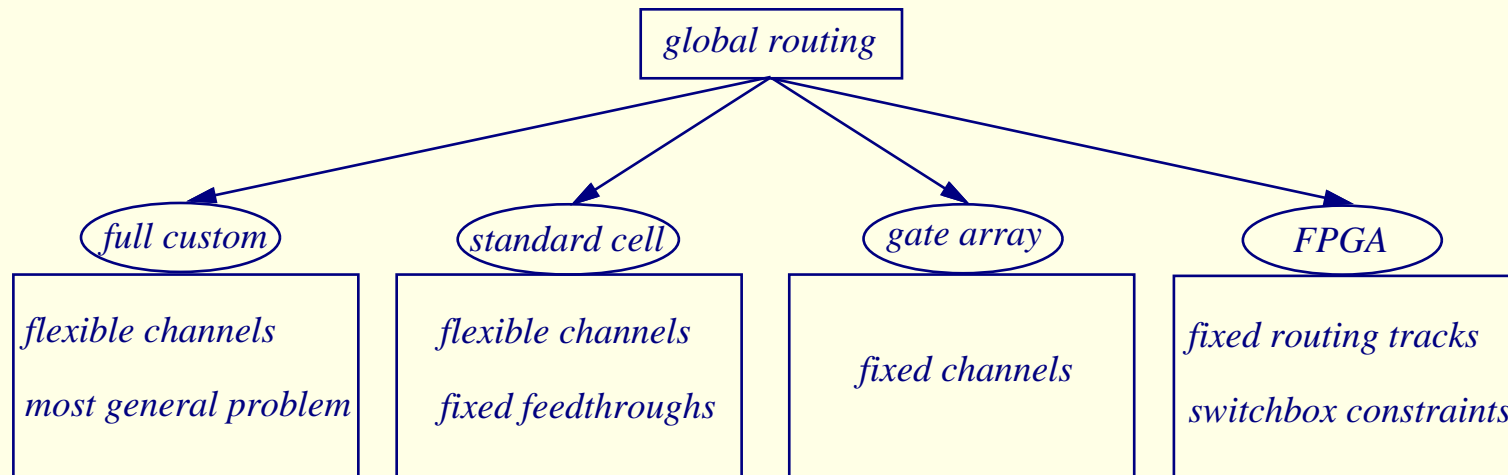 global routing
full custom
standard cell
gate array
FPGA
flexible channels
most general problem
flexible channels
fixed feedthroughs
fixed channels
fixed routing tracks
switchbox constraints